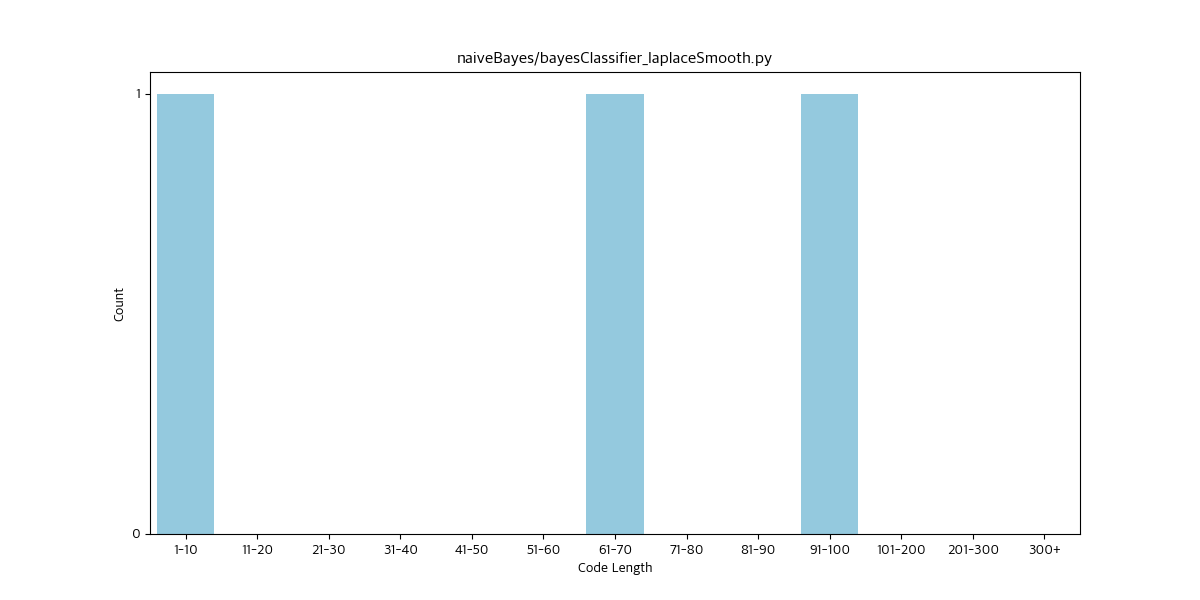 naiveBayes/bayesClassifier_laplaceSmooth.py
1
0
Count
1-10 11-20 21-30 31-40 41-50 51-60 61-70 71-80 81-90 91-100 101-200 201-300 300+
Code Length